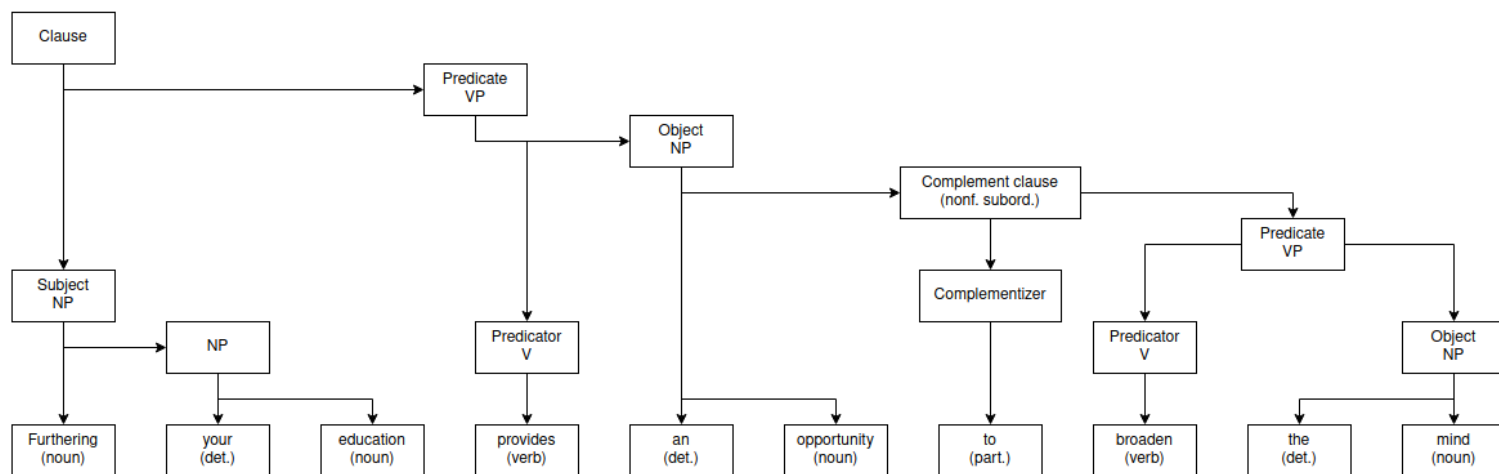 Clause
Predicate
VP
Object
NP
Complement clause
(nonf. subord.)
Predicate
VP
Subject
NP
Complementizer
NP
Predicator
V
Predicator
V
Object
NP
Furthering
(noun)
your
(det.)
education
(noun)
provides
(verb)
an
(det.)
opportunity
(noun)
to
(part.)
broaden
(verb)
the
(det.)
mind
(noun)